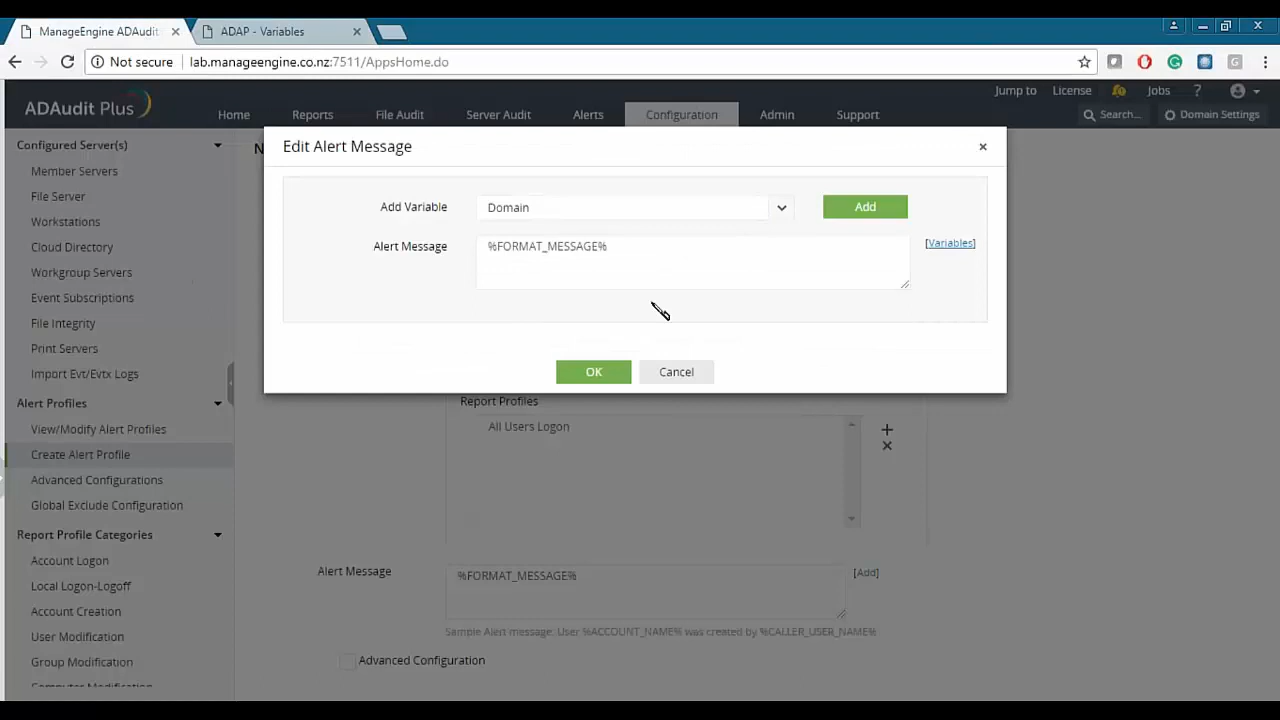 ManageEngine ADAudit
ADAP - Variables
Not secure
lab.manageengine.co.nz:7511/AppsHome.do
Jump to
License
Jobs
?
ADAudit Plus
Home
Reports
File Audit
Server Audit
Alerts
Configuration
Admin
Support
Search...
Domain Settings
Configured Server(s)
Member Servers
File Server
Workstations
Cloud Directory
Workgroup Servers
Event Subscriptions
File Integrity
Print Servers
Import Evt/Evtx Logs
Alert Profiles
View/Modify Alert Profiles
Create Alert Profile
Advanced Configurations
Global Exclude Configuration
Report Profile Categories
Account Logon
Local Logon-Logoff
Account Creation
User Modification
Group Modification
Computer Modification
Edit Alert Message
Add Variable
Domain
Add
Alert Message
%FORMAT_MESSAGE%
[Variables]
OK
Cancel
Report Profiles
All Users Logon
Alert Message
%FORMAT_MESSAGE%
[Add]
Sample Alert message: User %ACCOUNT_NAME% was created by %CALLER_USER_NAME%
Advanced Configuration